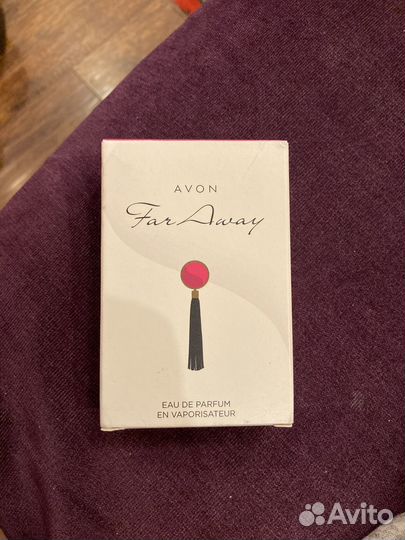 AVON
Far Away
EAU DE PARFUM
EN VAPORISATEUR
Avito